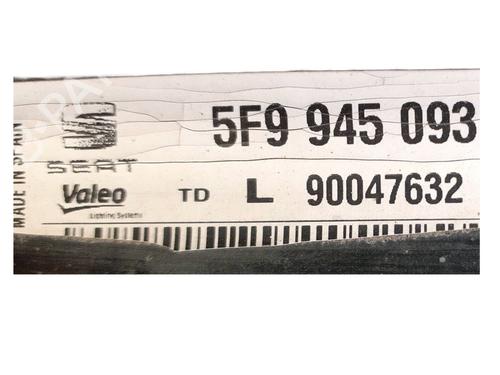 MADE IN SPAIN
SEAT
5F9 945 093
Valeo
Lighting Systems
TD L 90047632